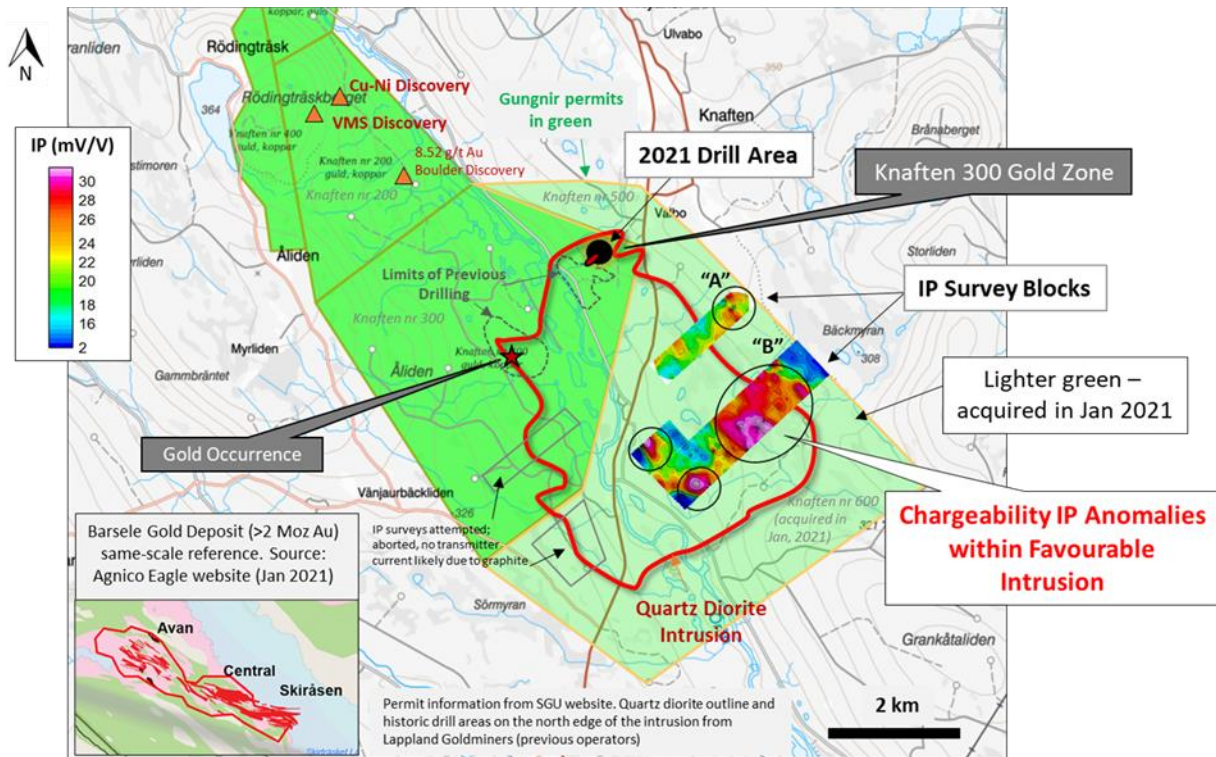 Rödingträsk
guld, koppar
Ulvabo
350
N
Cu-Ni Discovery
Rödingträskberget
364
VMS Discovery
Knaften nr 400
guld, koppar
Gungnir permits
in green
Knaften
Brånaberget
IP (mV/V)
30
28
26
24
22
20
18
16
14
2
8.52 g/t Au
Boulder Discovery
Knaften nr 200
guld, koppar
Knaften nr 200
2021 Drill Area
Knaften 300 Gold Zone
Knaften nr 500
Valbo
Storliden
Åliden
Limits of Previous
Drilling
"A"
IP Survey Blocks
Knaften nr 300
Myrliden
Gammbräntet
"B"
Bäckmyran
308
Åliden
Lighter green –
acquired in Jan 2021
Gold Occurrence
Vänjaurbäckliden
326
Knaften nr 600
(acquired in
Jan, 2021)
321
IP surveys attempted;
aborted, no transmitter
current likely due to graphite
Chargeability IP Anomalies
within Favourable
Intrusion
Barsele Gold Deposit (>2 Moz Au)
same-scale reference. Source:
Agnico Eagle website (Jan 2021)
Sörmyran
Quartz Diorite
Intrusion
Grankåtaliden
Avan
Central
Skiråsen
Permit information from SGU website. Quartz diorite outline and
historic drill areas on the north edge of the intrusion from
Lappland Goldminers (previous operators)
2 km